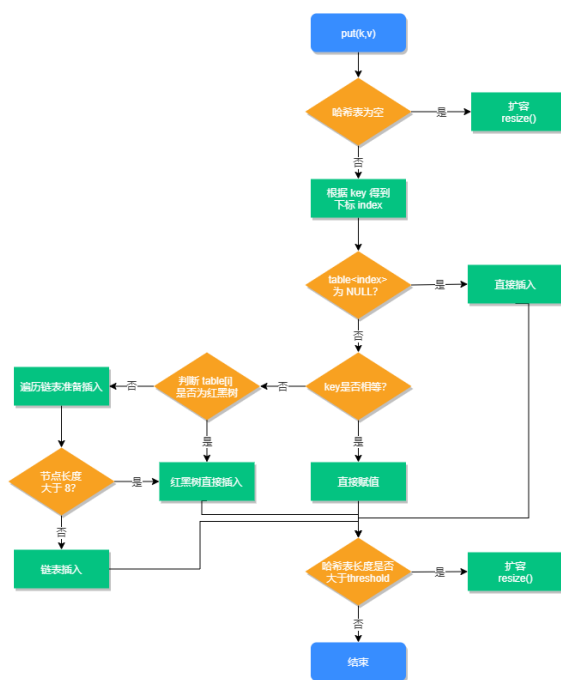 put(k,v)
哈希表为空
是
扩容
resize()
否
根据 key 得到
下标 index
table<index>
为 NULL?
是
直接插入
否
遍历链表准备插入
否
判断 table[i]
是否为红黑树
否
key是否相等?
是
是
节点长度
大于 8?
是
红黑树直接插入
直接赋值
否
链表插入
哈希表长度是否
大于threshold
是
扩容
resize()
否
结束